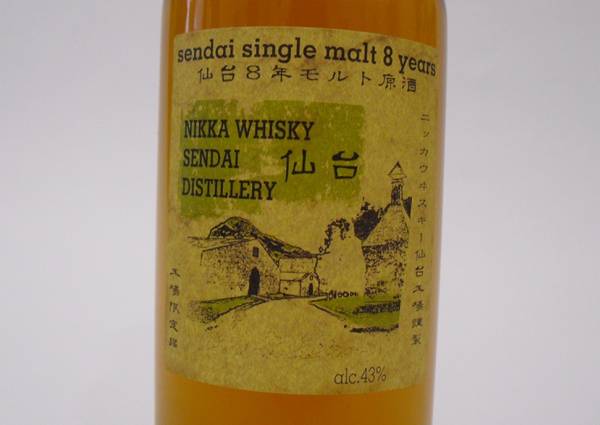 sendai single malt 8 years
仙台8年モルト原酒
NIKKA WHISKY
SENDAI 仙台
DISTILLERY
ニッカウヰスキー仙台工場謹製
工場限定
alc.43%